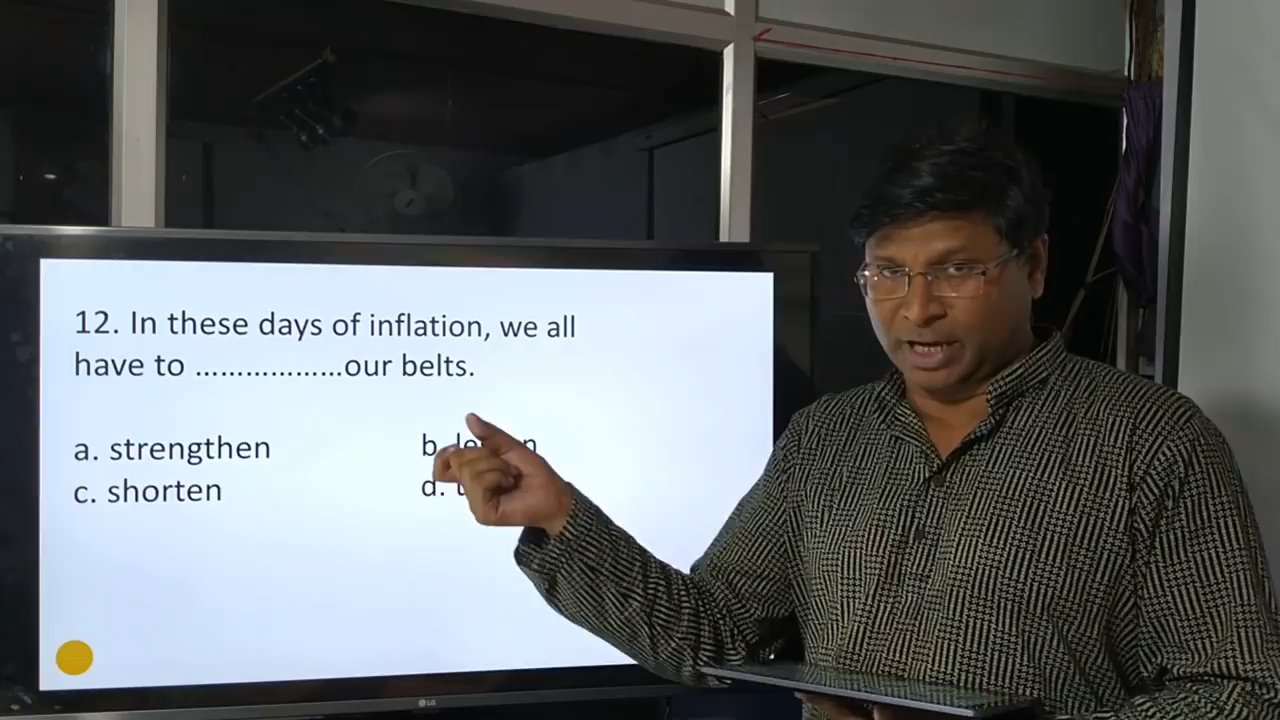 12. In these days of inflation, we all
have to ..................our belts.
a. strengthen
b.
c. shorten
d.
LG